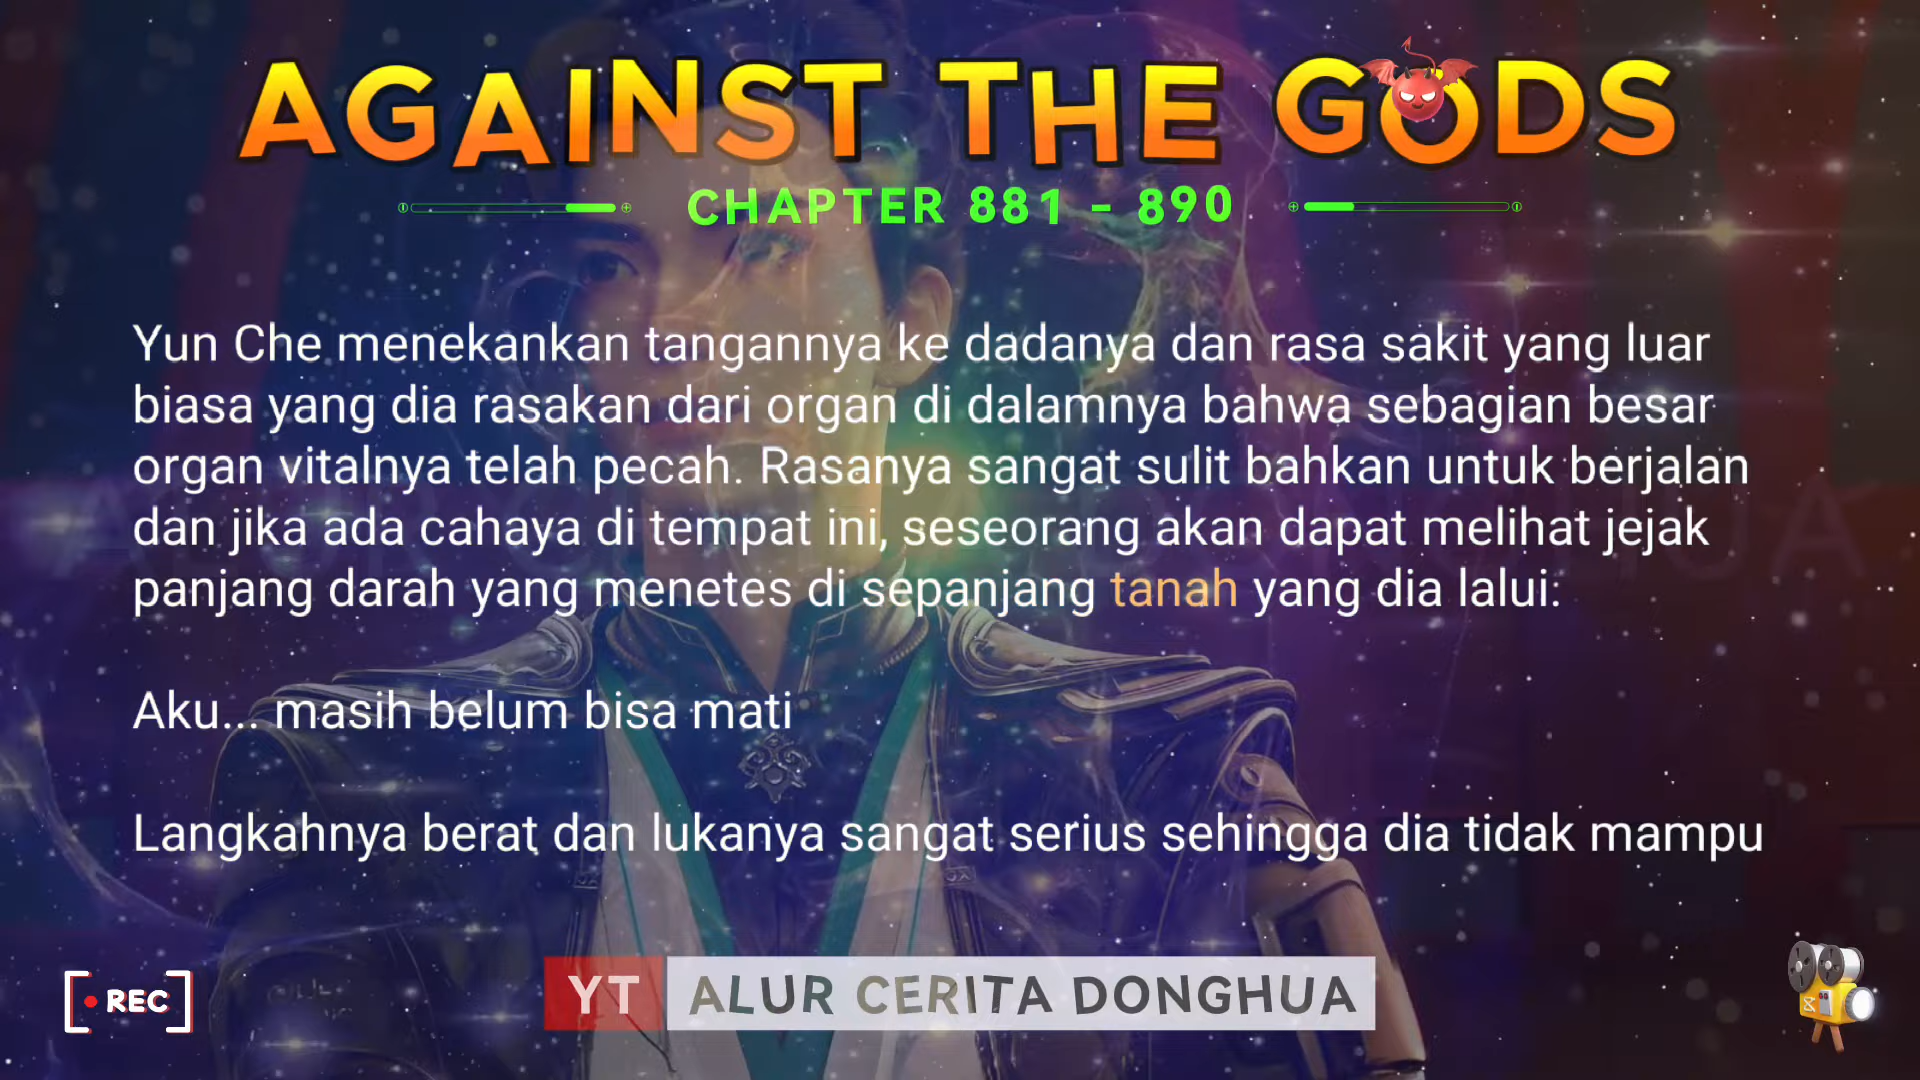 AGAINST THE GODS
CHAPTER 881 - 890
Yun Che menekankan tangannya ke dadanya dan rasa sakit yang luar
biasa yang dia rasakan dari organ di dalamnya bahwa sebagian besar
organ vitalnya telah pecah. Rasanya sangat sulit bahkan untuk berjalan
dan jika ada cahaya di tempat ini, seseorang akan dapat melihat jejak
panjang darah yang menetes di sepanjang tanah yang dia lalui:
Aku... masih belum bisa mati
Langkahnya berat dan lukanya sangat serius sehingga dia tidak mampu
REC
YT ALUR CERITA DONGHUA